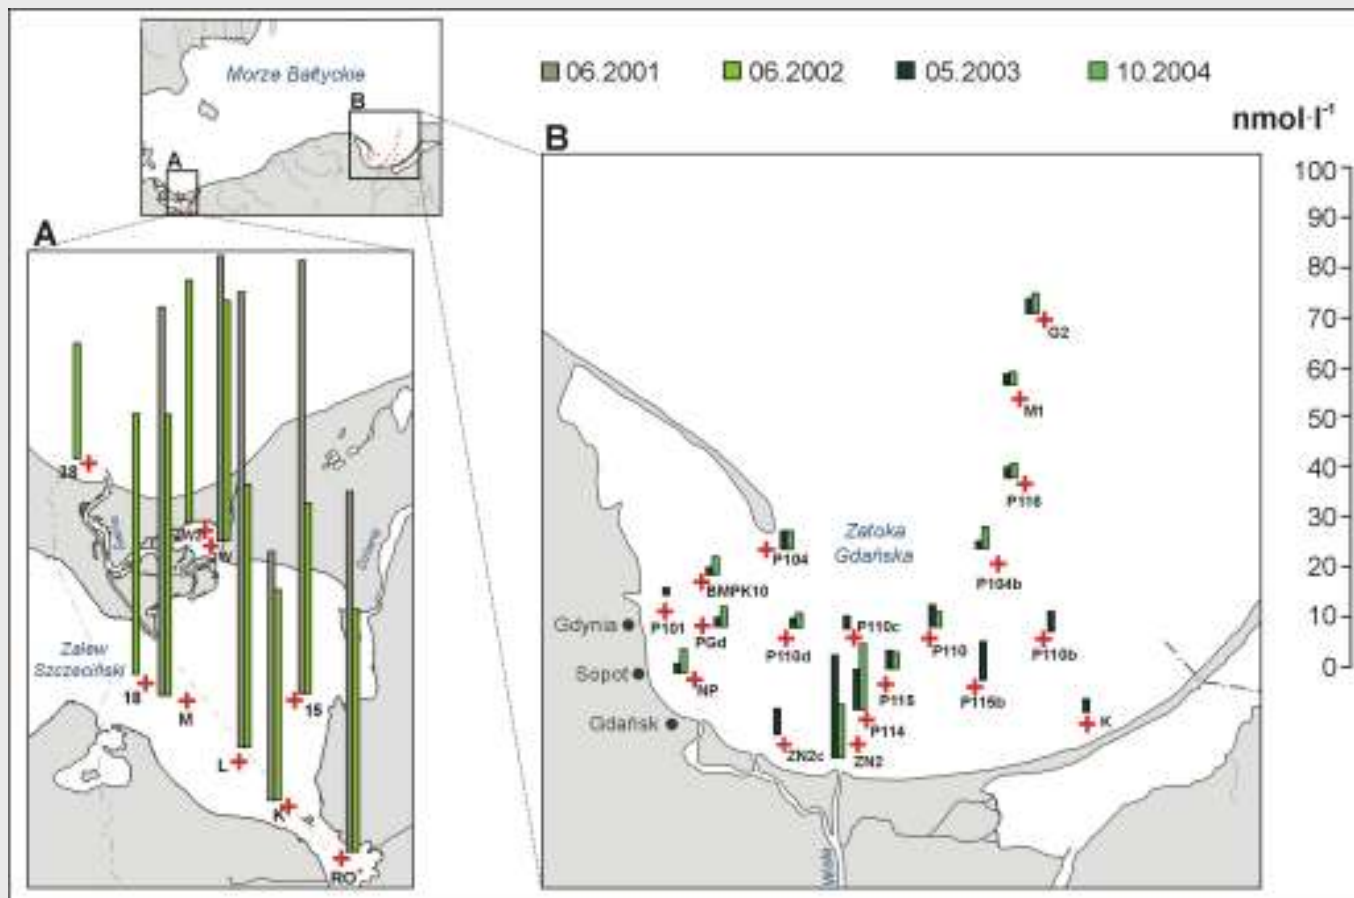 Morze Bałtyckie
06.2001
06.2002
05.2003
10.2004
nmol·l⁻¹
A
B
A
B
100
90
80
70
60
50
40
30
20
10
0
18
M
L
K
15
RO
Zalew
Szczeciński
Zatoka
Gdańska
G2
M1
P116
P104b
P104
BMPK10
P101
PGd
NP
P110d
P110c
P110
P110b
P115
P115b
P114
ZN2
ZN2c
K
Gdynia
Sopot
Gdańsk